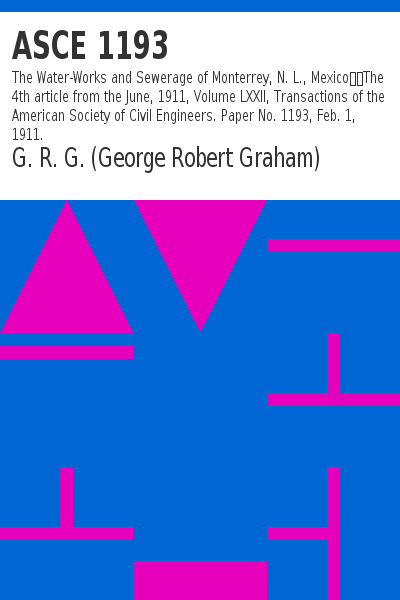 ASCE 1193
The Water-Works and Sewerage of Monterrey, N. L., Mexico▯▯The
4th article from the June, 1911, Volume LXXII, Transactions of the
American Society of Civil Engineers. Paper No. 1193, Feb. 1,
1911.
G. R. G. (George Robert Graham)